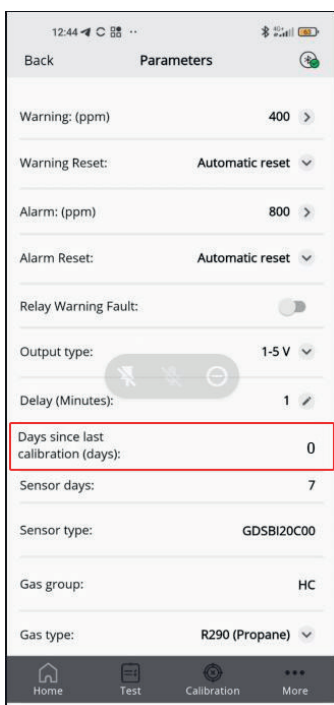 12:44
4G+
Back Parameters
Warning: (ppm) 400
Warning Reset: Automatic reset
Alarm: (ppm) 800
Alarm Reset: Automatic reset
Relay Warning Fault:
Output type: 1-5 V
Delay (Minutes): 1
Days since last
calibration (days): 0
Sensor days: 7
Sensor type: GDSBI20C00
Gas group: HC
Gas type: R290 (Propane)
Home Test Calibration More